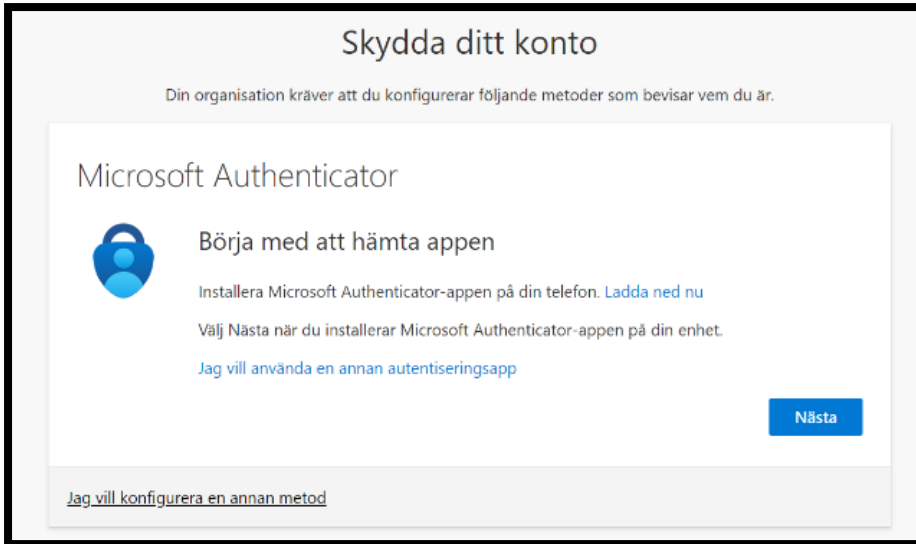 Skydda ditt konto
Din organisation kräver att du konfigurerar följande metoder som bevisar vem du är.
Microsoft Authenticator
Börja med att hämta appen
Installera Microsoft Authenticator-appen på din telefon. Ladda ned nu
Välj Nästa när du installerar Microsoft Authenticator-appen på din enhet.
Jag vill använda en annan autentiseringsapp
Nästa
Jag vill konfigurera en annan metod